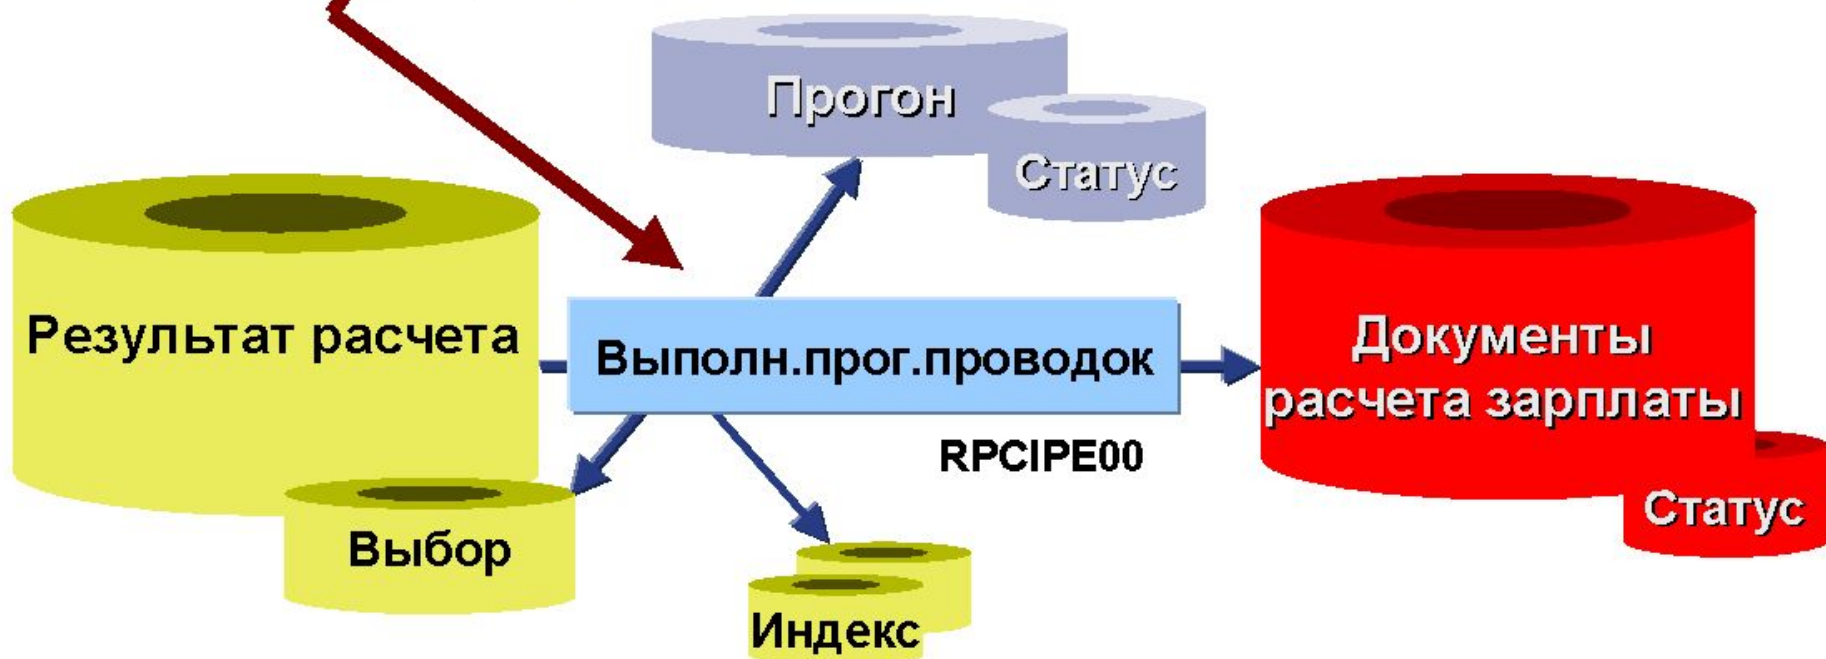 Прогон
Статус
Результат расчета
Выполн.прог.проводок
Документы
расчета зарплаты
RPCIPE00
Статус
Выбор
Индекс